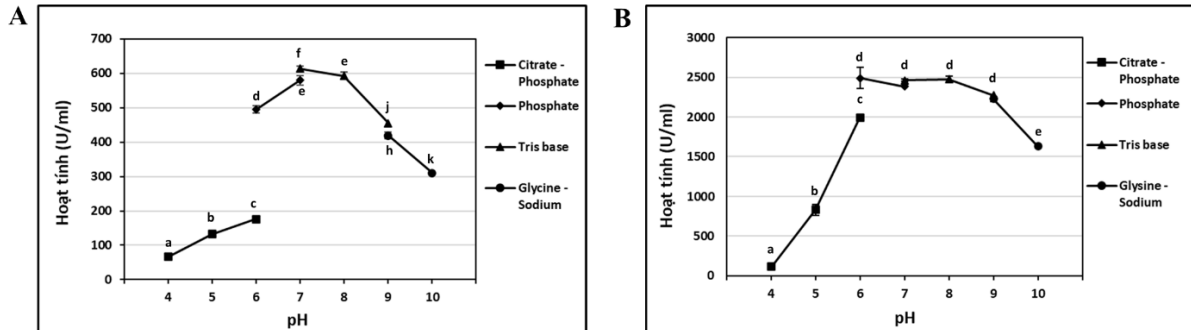 A
700
600
500
400
300
200
100
0
Hoạt tính (U/ml)
4 5 6 7 8 9 10
pH
a
b
c
d
e
f
e
j
h
k
Citrate -
Phosphate
Phosphate
Tris base
Glycine -
Sodium
B
3000
2500
2000
1500
1000
500
0
Hoạt tính (U/ml)
4 5 6 7 8 9 10
pH
a
b
c
d
d
d
d
e
Citrate -
Phosphate
Phosphate
Tris base
Glysine -
Sodium